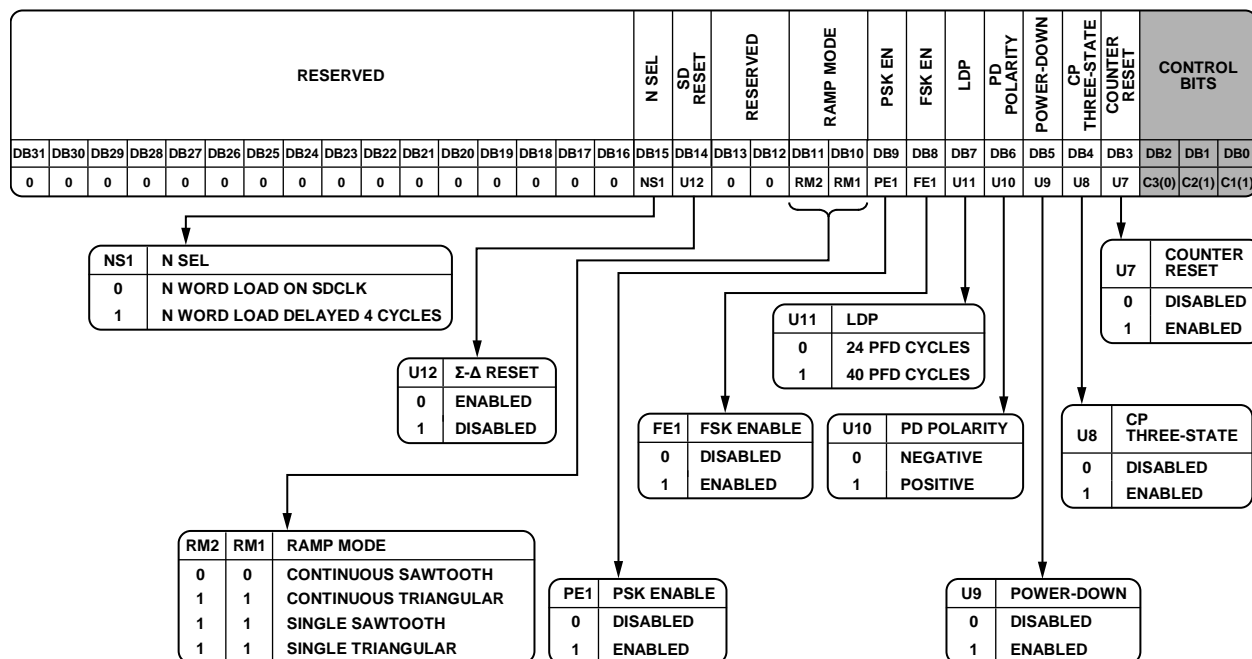 RESERVED
N SEL
SD RESET
RESERVED
RAMP MODE
PSK EN
FSK EN
LDP
PD POLARITY
POWER-DOWN
CP THREE-STATE
COUNTER RESET
CONTROL BITS
DB31 DB30 DB29 DB28 DB27 DB26 DB25 DB24 DB23 DB22 DB21 DB20 DB19 DB18 DB17 DB16 DB15 DB14 DB13 DB12 DB11 DB10 DB9 DB8 DB7 DB6 DB5 DB4 DB3 DB2 DB1 DB0
0 0 0 0 0 0 0 0 0 0 0 0 0 0 0 0 NS1 U12 0 0 RM2 RM1 PE1 FE1 U11 U10 U9 U8 U7 C3(0) C2(1) C1(1)
NS1 N SEL
0 N WORD LOAD ON SDCLK
1 N WORD LOAD DELAYED 4 CYCLES
U7 COUNTER RESET
0 DISABLED
1 ENABLED
U11 LDP
0 24 PFD CYCLES
1 40 PFD CYCLES
U12 Σ-Δ RESET
0 ENABLED
1 DISABLED
FE1 FSK ENABLE
0 DISABLED
1 ENABLED
U10 PD POLARITY
0 NEGATIVE
1 POSITIVE
U8 CP THREE-STATE
0 DISABLED
1 ENABLED
RM2 RM1 RAMP MODE
0 0 CONTINUOUS SAWTOOTH
1 1 CONTINUOUS TRIANGULAR
1 1 SINGLE SAWTOOTH
1 1 SINGLE TRIANGULAR
PE1 PSK ENABLE
0 DISABLED
1 ENABLED
U9 POWER-DOWN
0 DISABLED
1 ENABLED